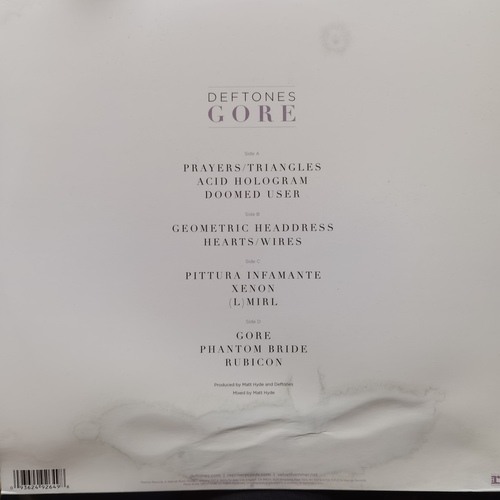 DEFTONES
GORE
Side A
PRAYERS/TRIANGLES
ACID HOLOGRAM
DOOMED USER
Side B
GEOMETRIC HEADDRESS
HEARTS/WIRES
Side C
PITTURA INFAMANTE
XENON
(L)MIRL
Side D
GORE
PHANTOM BRIDE
RUBICON
Produced by Matt Hyde and Deftones
Mixed by Matt Hyde